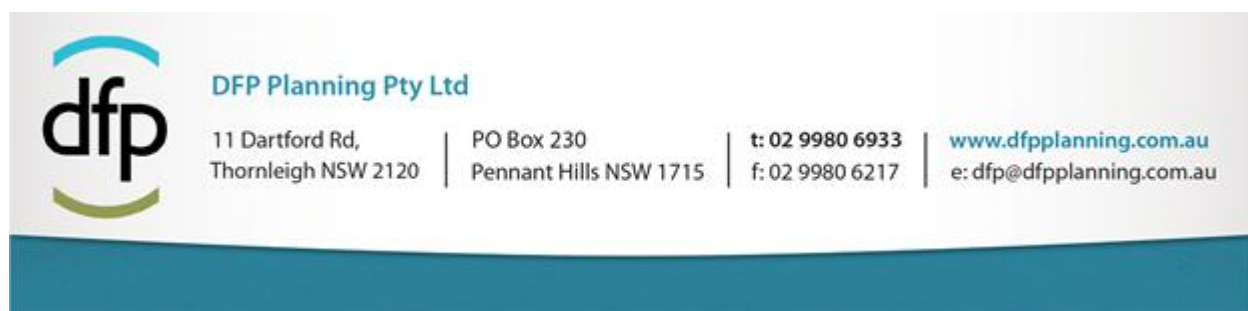 dfp
DFP Planning Pty Ltd
11 Dartford Rd,
Thornleigh NSW 2120
PO Box 230
Pennant Hills NSW 1715
t: 02 9980 6933
f: 02 9980 6217
www.dfpplanning.com.au
e: dfp@dfpplanning.com.au